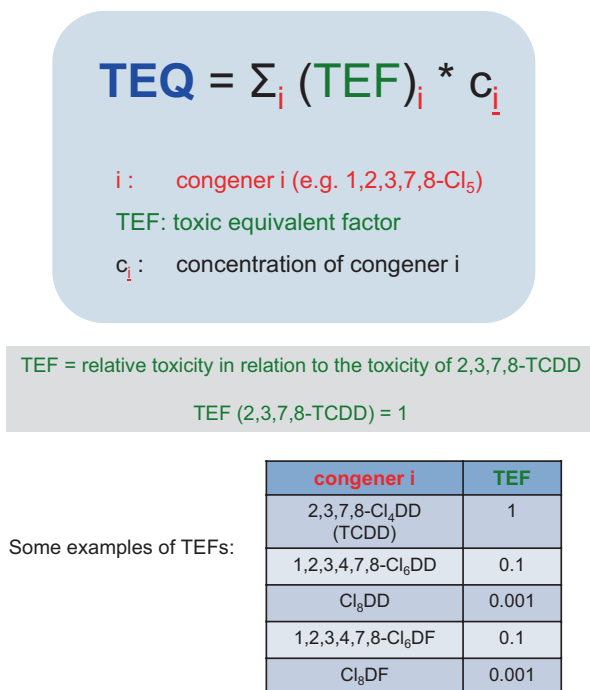 TEQ = Σᵢ (TEF)ᵢ * cᵢ
i : congener i (e.g. 1,2,3,7,8-Cl₅)
TEF: toxic equivalent factor
cᵢ : concentration of congener i
TEF = relative toxicity in relation to the toxicity of 2,3,7,8-TCDD
TEF (2,3,7,8-TCDD) = 1
Some examples of TEFs:
congener i TEF
2,3,7,8-Cl₄DD 1
(TCDD)
1,2,3,4,7,8-Cl₆DD 0.1
Cl₈DD 0.001
1,2,3,4,7,8-Cl₆DF 0.1
Cl₈DF 0.001